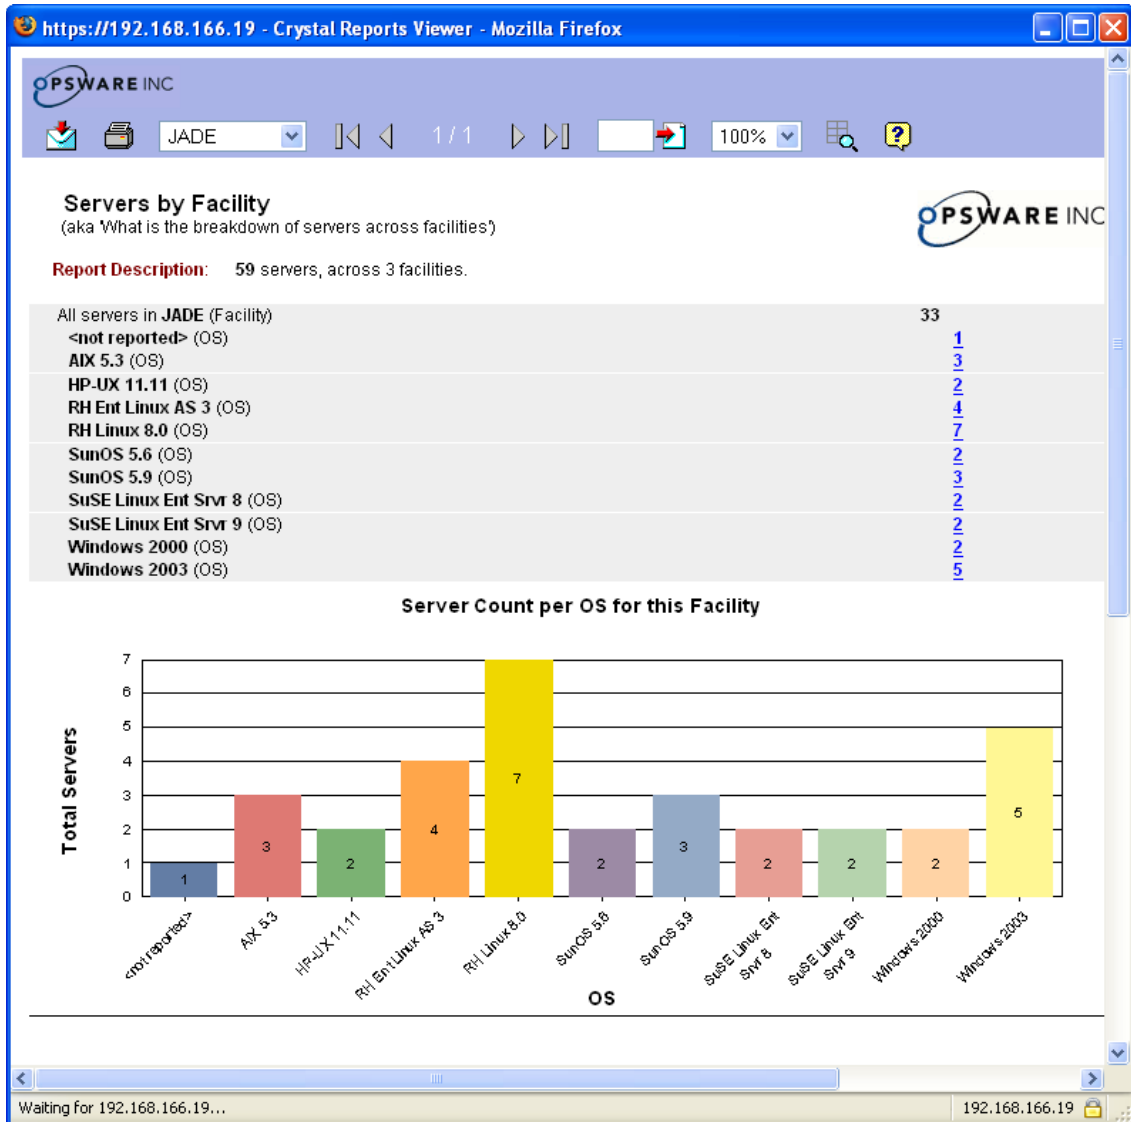 https://192.168.166.19 - Crystal Reports Viewer - Mozilla Firefox
OPSWARE INC
JADE 1 / 1 100%
Servers by Facility
(aka 'What is the breakdown of servers across facilities')
OPSWARE INC
Report Description: 59 servers, across 3 facilities.
All servers in JADE (Facility) 33
<not reported> (OS) 1
AIX 5.3 (OS) 3
HP-UX 11.11 (OS) 2
RH Ent Linux AS 3 (OS) 4
RH Linux 8.0 (OS) 7
SunOS 5.6 (OS) 2
SunOS 5.9 (OS) 3
SuSE Linux Ent Srvr 8 (OS) 2
SuSE Linux Ent Srvr 9 (OS) 2
Windows 2000 (OS) 2
Windows 2003 (OS) 5
Server Count per OS for this Facility
Total Servers
7
6
5
4
3
2
1
0
1 3 2 4 7 2 3 2 2 2 5
<not reported>
AIX 5.3
HP-UX 11.11
RH Ent Linux AS 3
RH Linux 8.0
SunOS 5.6
SunOS 5.9
SuSE Linux Ent
Srvr 8
SuSE Linux Ent
Srvr 9
Windows 2000
Windows 2003
OS
Waiting for 192.168.166.19... 192.168.166.19